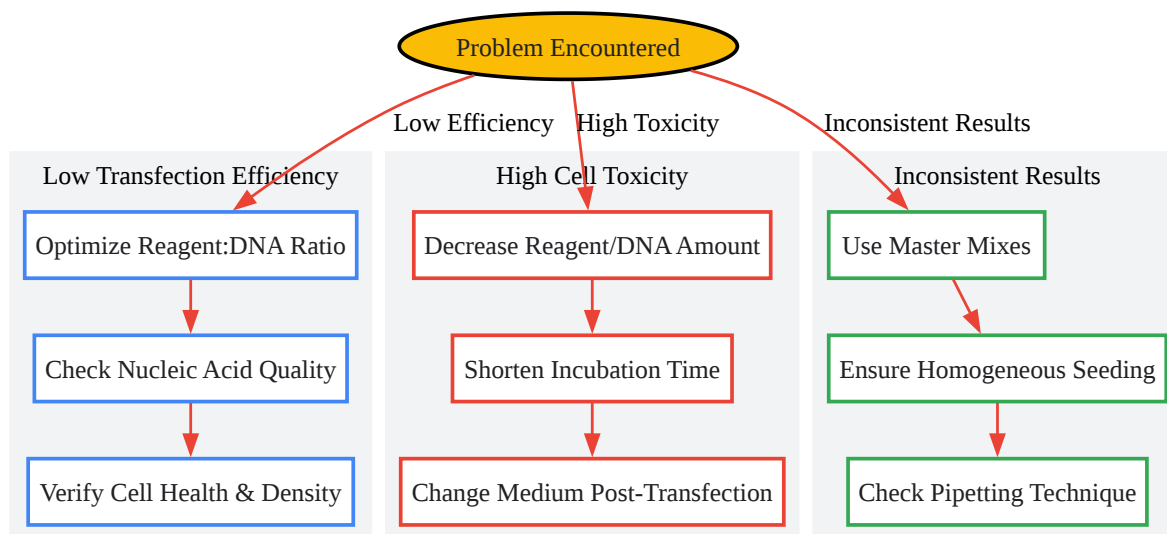 Problem Encountered
Low Efficiency
High Toxicity
Inconsistent Results
Low Transfection Efficiency
High Cell Toxicity
Inconsistent Results
Optimize Reagent:DNA Ratio
Decrease Reagent/DNA Amount
Use Master Mixes
Check Nucleic Acid Quality
Shorten Incubation Time
Ensure Homogeneous Seeding
Verify Cell Health & Density
Change Medium Post-Transfection
Check Pipetting Technique